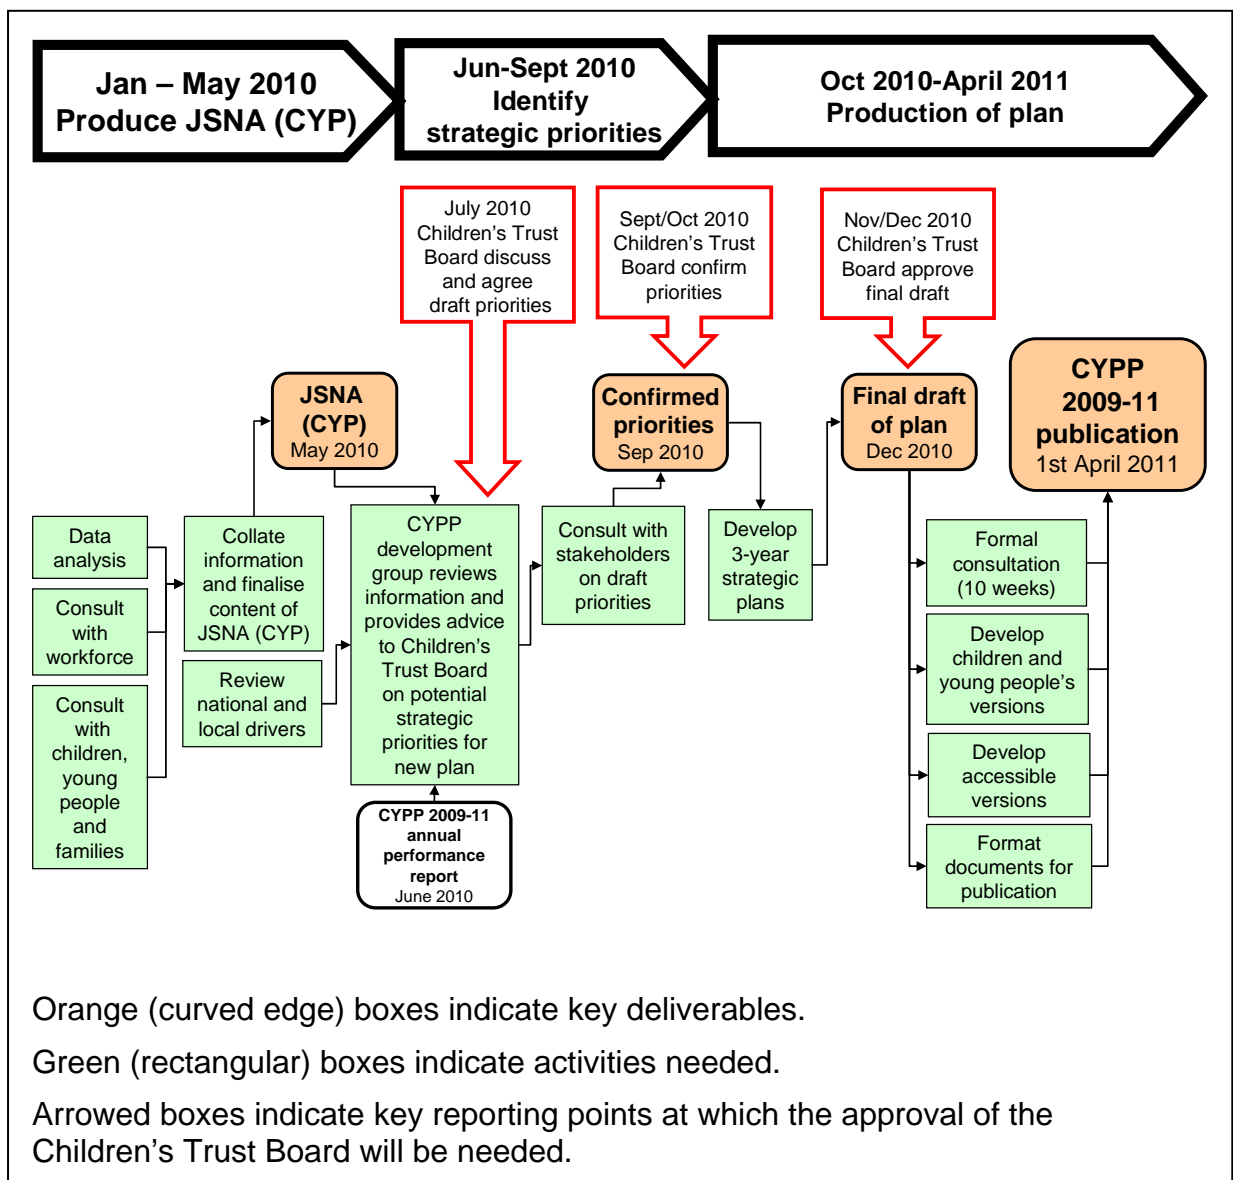 Jan – May 2010
Produce JSNA (CYP)
Jun-Sept 2010
Identify
strategic priorities
Oct 2010-April 2011
Production of plan
July 2010
Children’s Trust
Board discuss
and agree
draft priorities
Sept/Oct 2010
Children’s Trust
Board confirm
priorities
Nov/Dec 2010
Children’s Trust
Board approve
final draft
JSNA
(CYP)
May 2010
Confirmed
priorities
Sep 2010
Final draft
of plan
Dec 2010
CYPP
2009-11
publication
1st April 2011
Data
analysis
Consult
with
workforce
Consult
with
children,
young
people
and
families
Collate
information
and finalise
content of
JSNA (CYP)
Review
national and
local drivers
CYPP
development
group reviews
information and
provides advice
to Children’s
Trust Board
on potential
strategic
priorities for
new plan
CYPP 2009-11
annual
performance
report
June 2010
Consult with
stakeholders
on draft
priorities
Develop
3-year
strategic
plans
Formal
consultation
(10 weeks)
Develop
children and
young people’s
versions
Develop
accessible
versions
Format
documents for
publication
Orange (curved edge) boxes indicate key deliverables.
Green (rectangular) boxes indicate activities needed.
Arrowed boxes indicate key reporting points at which the approval of the
Children’s Trust Board will be needed.